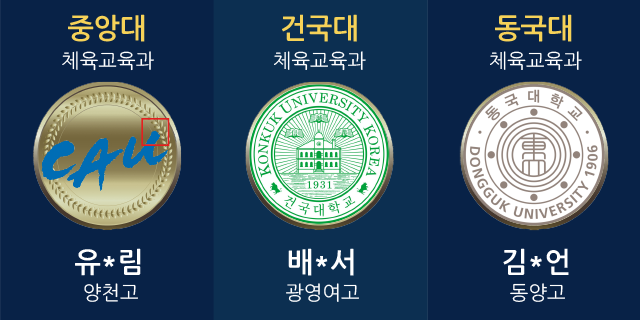 중앙대
체육교육과
CAU
유*림
양천고
건국대
체육교육과
KONKUK UNIVERSITY KOREA
1931
건국대학교
배*서
광영여고
동국대
체육교육과
동국대학교
DONGGUK UNIVERSITY 1906
김*언
동양고